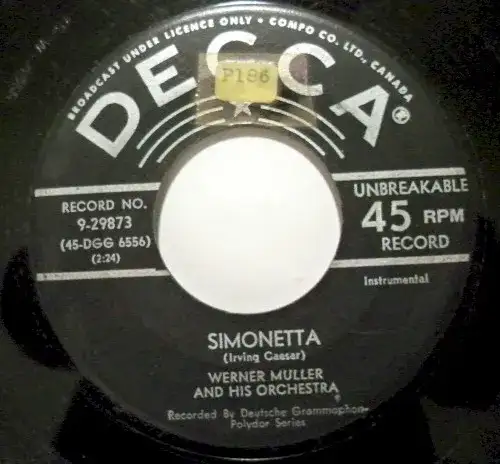 BROADCAST UNDER LICENCE ONLY • COMPO CO. LTD., CANADA
DECCA®
P186
RECORD NO.
9-29873
(45-DGG 6556)
(2:24)
UNBREAKABLE
45 RPM
RECORD
Instrumental
SIMONETTA
(Irving Caesar)
WERNER MULLER
AND HIS ORCHESTRA
Recorded By Deutsche Grammophon
Polydor Series